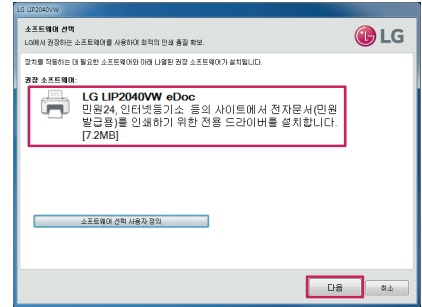 LG LIP2040VW
소프트웨어 선택
LG에서 권장하는 소프트웨어를 사용하여 최적의 인쇄 품질 확보.
LG
장치를 작동하는 데 필요한 소프트웨어와 아래 나열된 권장 소프트웨어가 설치됩니다.
권장 소프트웨어:
LG LIP2040VW eDoc
민원24, 인터넷등기소 등의 사이트에서 전자문서(민원
발급용)를 인쇄하기 위한 전용 드라이버를 설치합니다.
[7.2MB]
소프트웨어 선택 사용자 정의
다음
취소